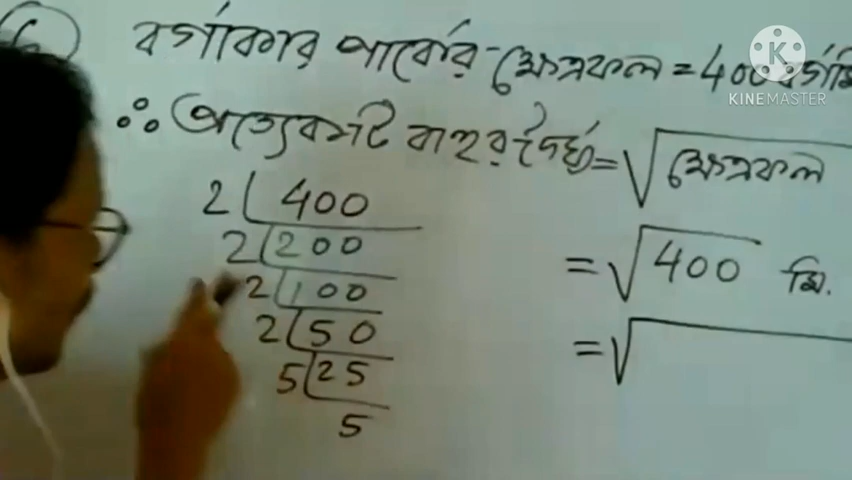 বর্গাকার পার্কের ক্ষেত্রফল = 400 বর্গমি
∴ প্রত্যেকটি বাহুর দৈর্ঘ্য = √ক্ষেত্রফল
2 400
2 200
2 100
2 50
5 25
5
= √400 মি.
= √
K
KINEMASTER